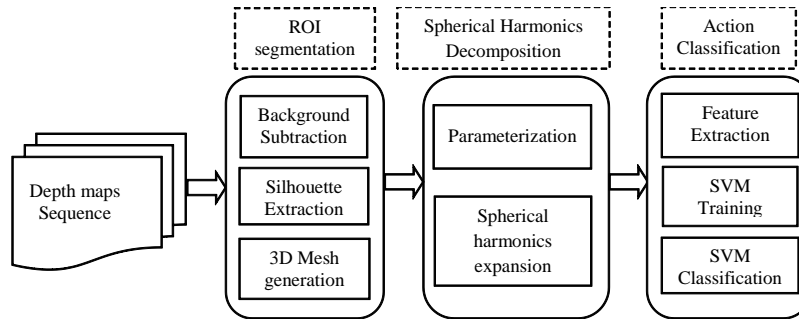 ROI
segmentation
Spherical Harmonics
Decomposition
Action
Classification
Depth maps
Sequence
Background
Subtraction
Silhouette
Extraction
3D Mesh
generation
Parameterization
Spherical
harmonics
expansion
Feature
Extraction
SVM
Training
SVM
Classification